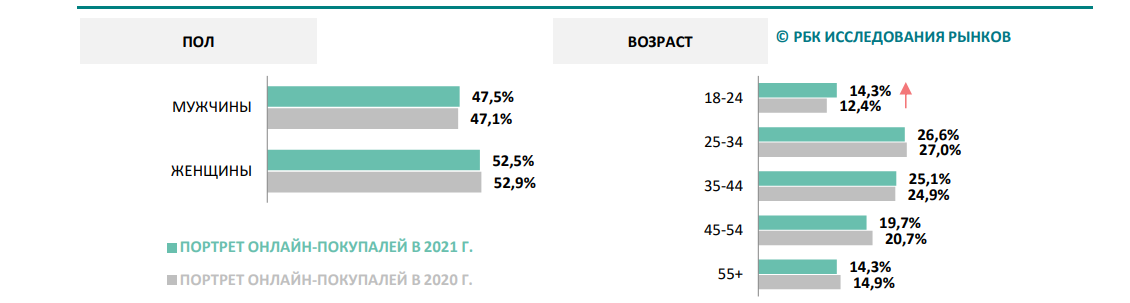 ПОЛ
МУЖЧИНЫ
47,5%
47,1%
ЖЕНЩИНЫ
52,5%
52,9%
ПОРТРЕТ ОНЛАЙН-ПОКУПАЛЕЙ В 2021 Г.
ПОРТРЕТ ОНЛАЙН-ПОКУПАЛЕЙ В 2020 Г.
ВОЗРАСТ
© РБК ИССЛЕДОВАНИЯ РЫНКОВ
18-24
14,3%
12,4%
25-34
26,6%
27,0%
35-44
25,1%
24,9%
45-54
19,7%
20,7%
55+
14,3%
14,9%